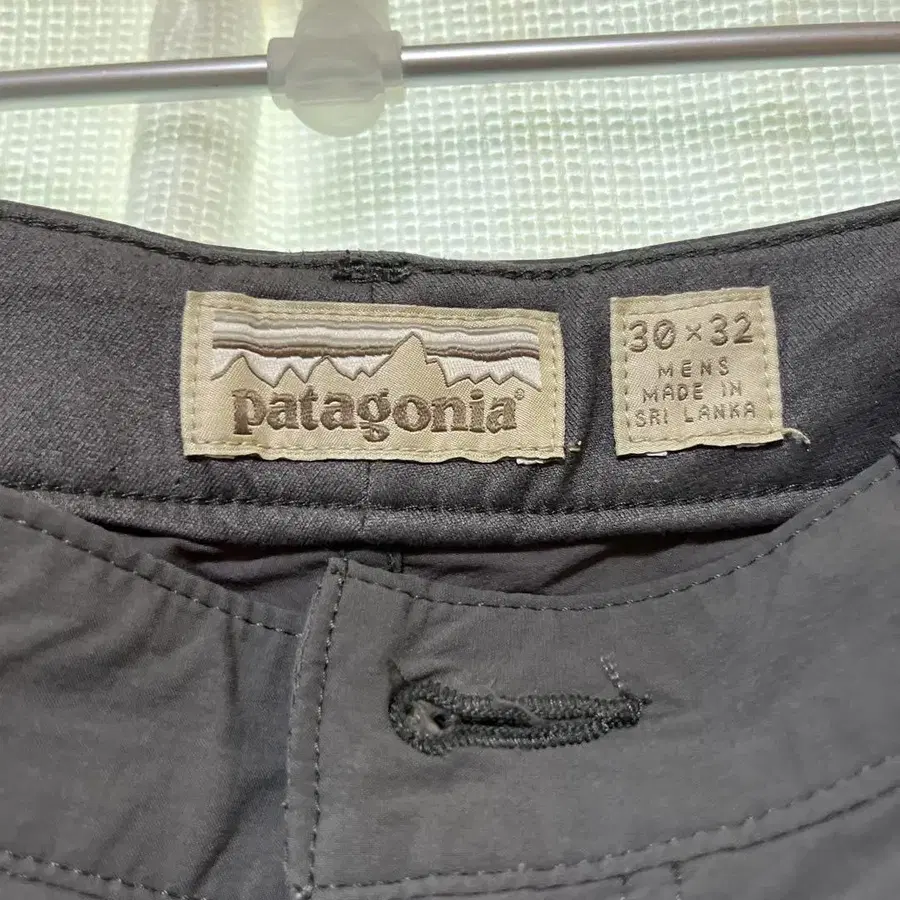 patagonia®
30 × 32
MENS
MADE IN
SRI LANKA